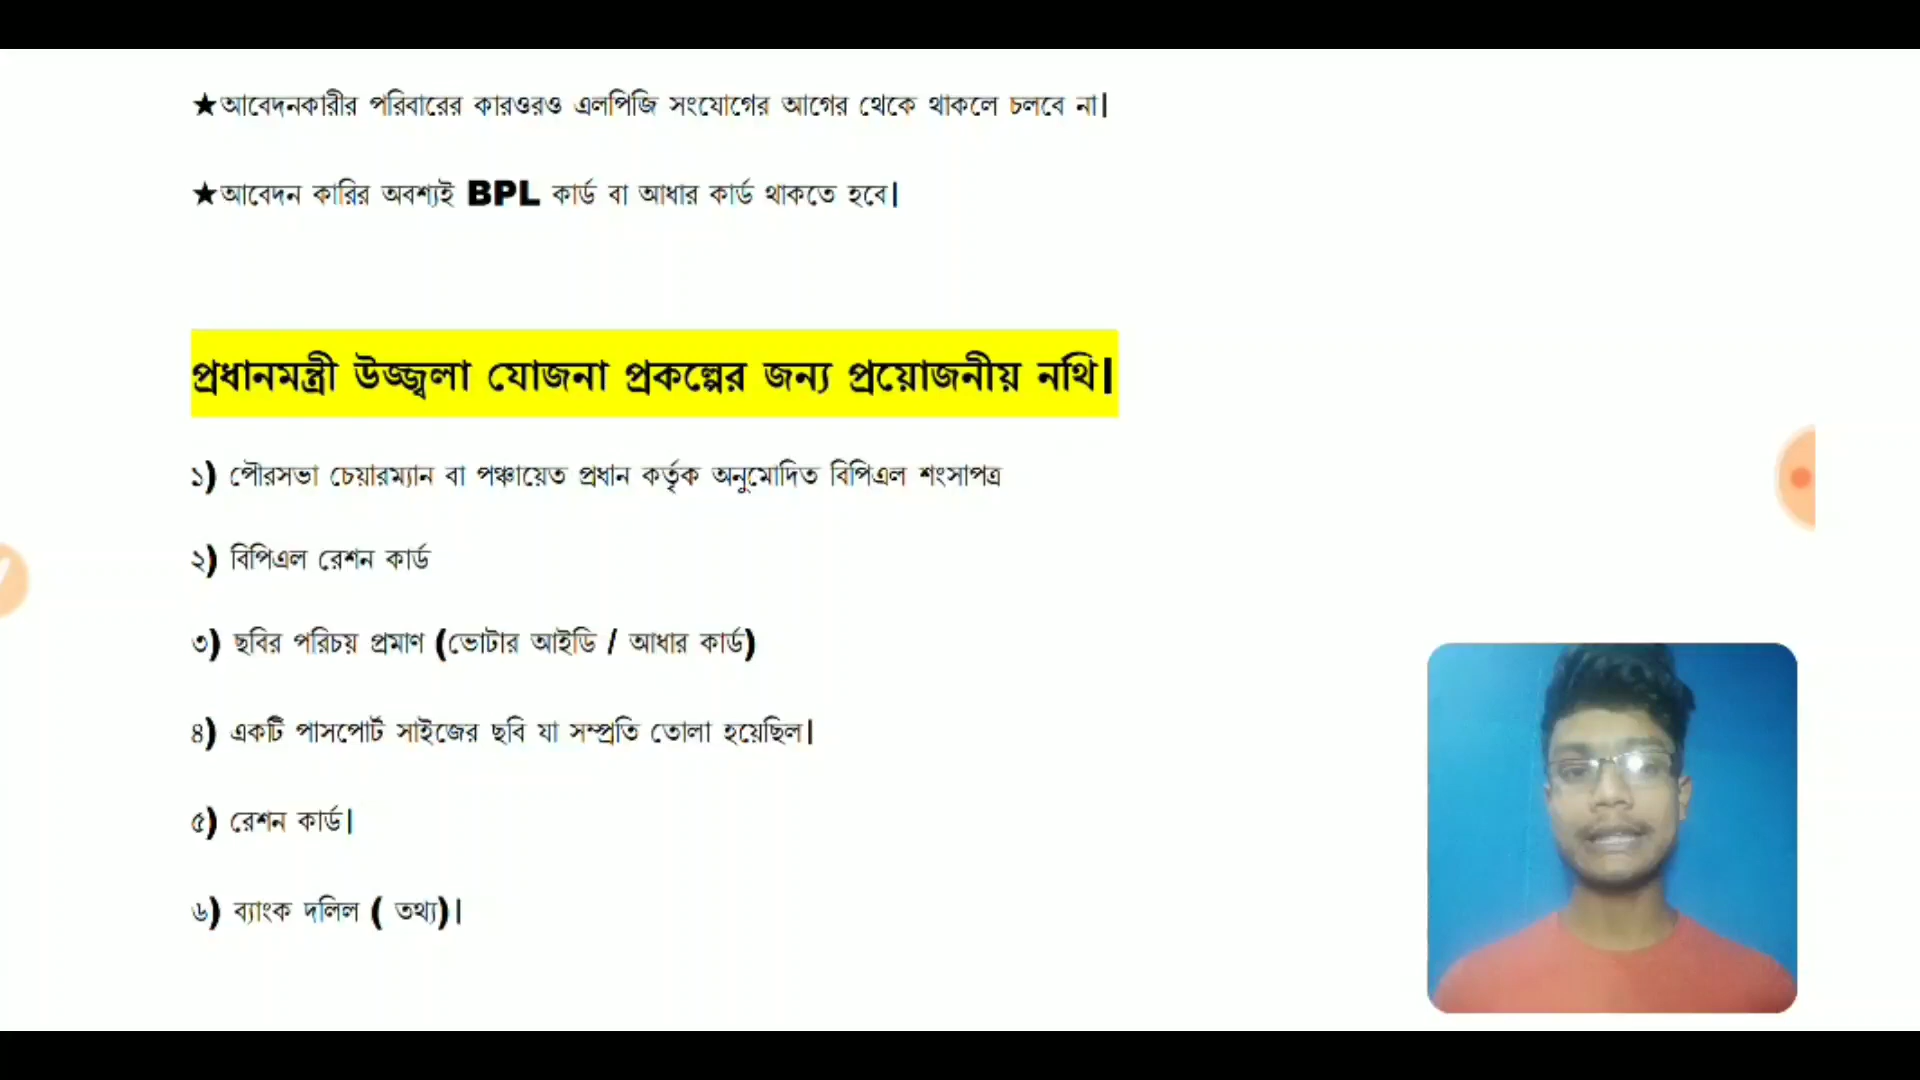 ★আবেদনকারীর পরিবারের কারওরও এলপিজি সংযোগের আগের থেকে থাকলে চলবে না|
★আবেদন কারির অবশ্যই BPL কার্ড বা আধার কার্ড থাকতে হবে|
প্রধানমন্ত্রী উজ্জ্বলা যোজনা প্রকল্পের জন্য প্রয়োজনীয় নথি|
১) পৌরসভা চেয়ারম্যান বা পঞ্চায়েত প্রধান কর্তৃক অনুমোদিত বিপিএল শংসাপত্র
২) বিপিএল রেশন কার্ড
৩) ছবির পরিচয় প্রমাণ (ভোটার আইডি / আধার কার্ড)
৪) একটি পাসপোর্ট সাইজের ছবি যা সম্প্রতি তোলা হয়েছিল|
৫) রেশন কার্ড|
৬) ব্যাংক দলিল ( তথ্য)|